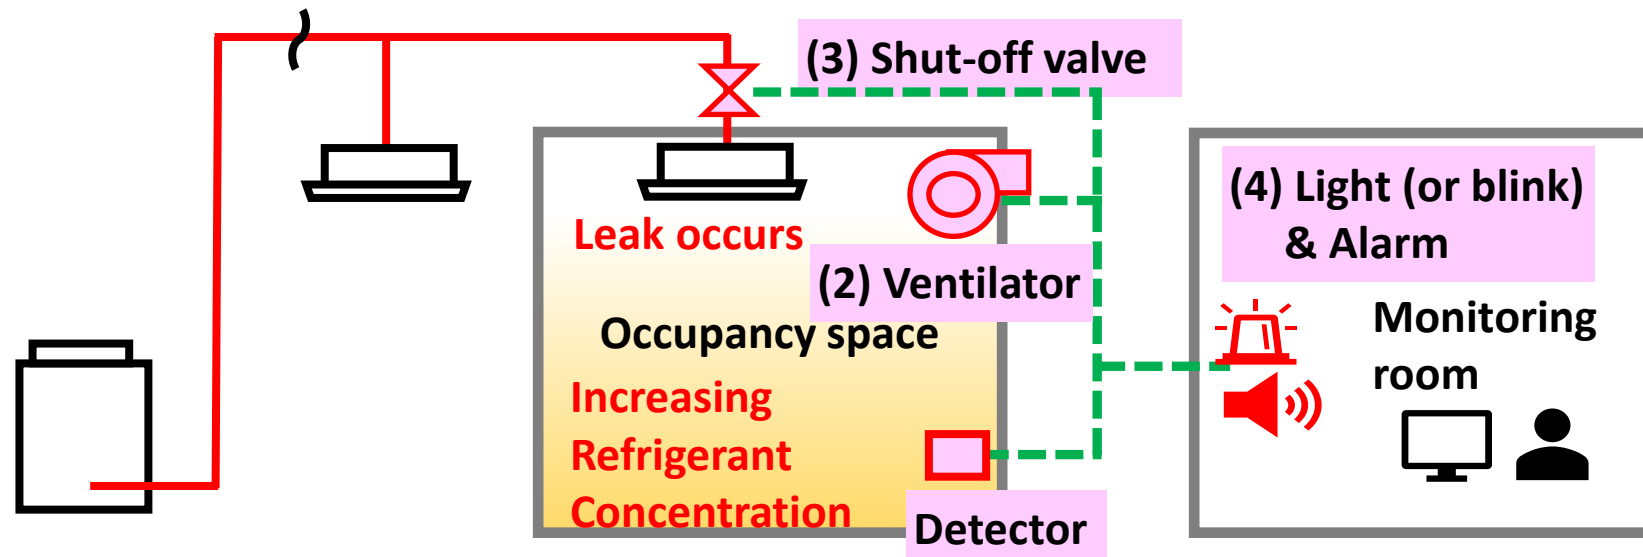 (3) Shut-off valve
Leak occurs
(2) Ventilator
Occupancy space
Increasing
Refrigerant
Concentration
Detector
(4) Light (or blink)
& Alarm
Monitoring
room